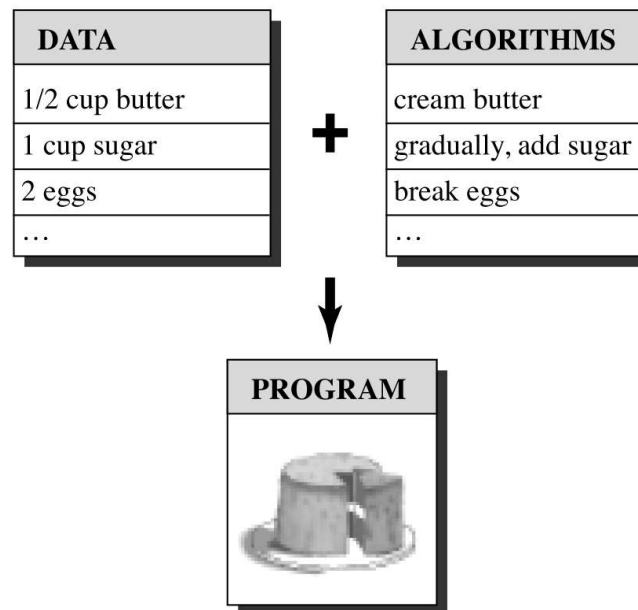 DATA
1/2 cup butter
1 cup sugar
2 eggs
…
+
ALGORITHMS
cream butter
gradually, add sugar
break eggs
…
PROGRAM